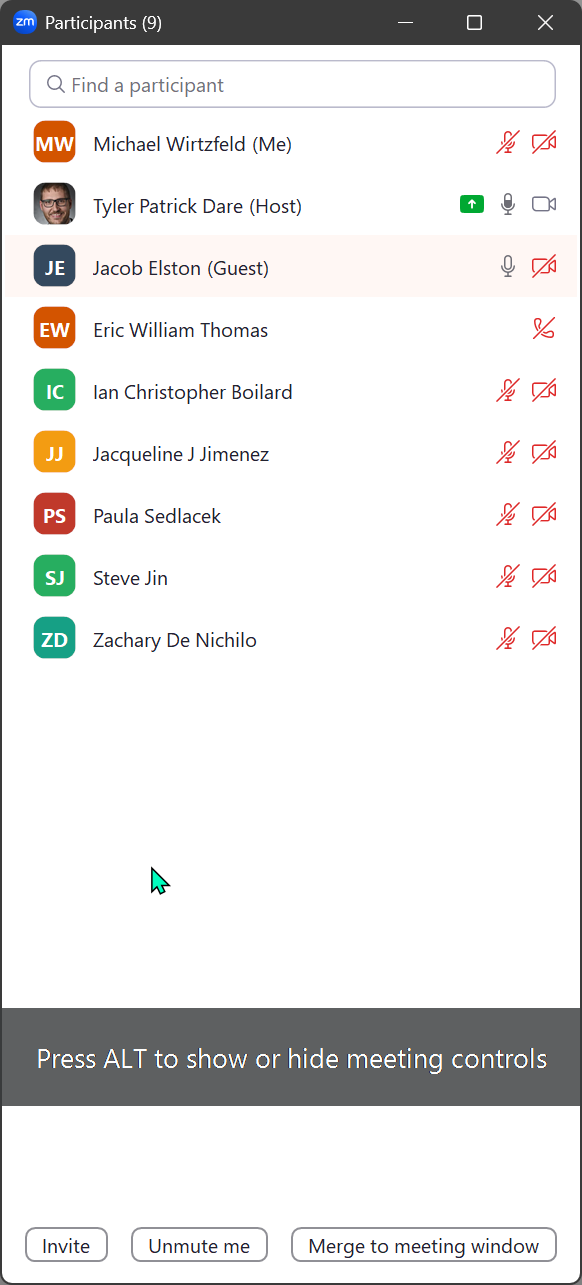 zm Participants (9)
Find a participant
MW Michael Wirtzfeld (Me)
Tyler Patrick Dare (Host)
JE Jacob Elston (Guest)
EW Eric William Thomas
IC Ian Christopher Boilard
JJ Jacqueline J Jimenez
PS Paula Sedlacek
SJ Steve Jin
ZD Zachary De Nichilo
Press ALT to show or hide meeting controls
Invite Unmute me Merge to meeting window